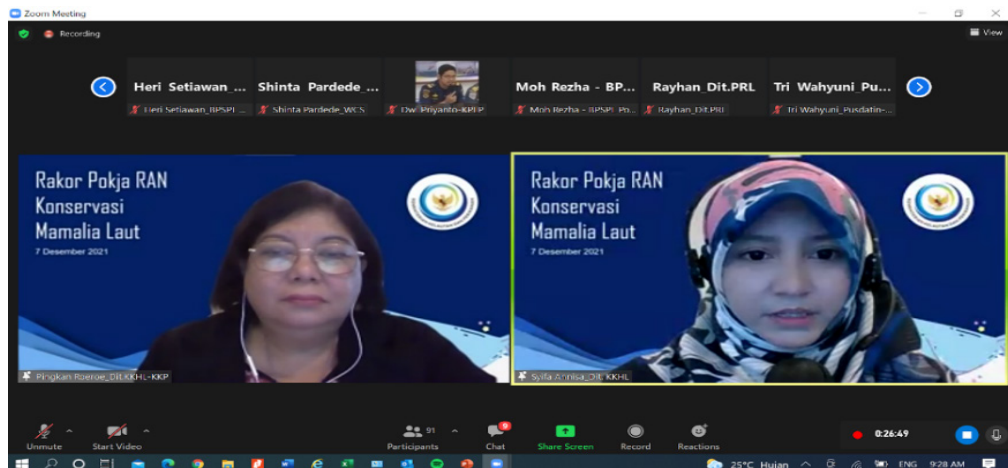 Zoom Meeting
Recording
View
Heri Setiawan_...
Shinta Pardede_...
Moh Rezha - BP...
Rayhan_Dit.PRL
Tri Wahyuni_Pu...
Heri Setiawan_BPSPL ...
Shinta Pardede_WCS
Dwi Priyanto-KPLP
Moh Rezha - BPSPL Po...
Rayhan_Dit.PRL
Tri Wahyuni_Pusdatin-...
Rakor Pokja RAN
Konservasi
Mamalia Laut
7 Desember 2021
Pingkan Roeroe_Dit.KKHL-KKP
Rakor Pokja RAN
Konservasi
Mamalia Laut
7 Desember 2021
Syifa Annisa_Dit. KKHL
Unmute
Start Video
91
Participants
9
Chat
Share Screen
Record
Reactions
0:26:49
25°C Hujan
ENG
9:28 AM